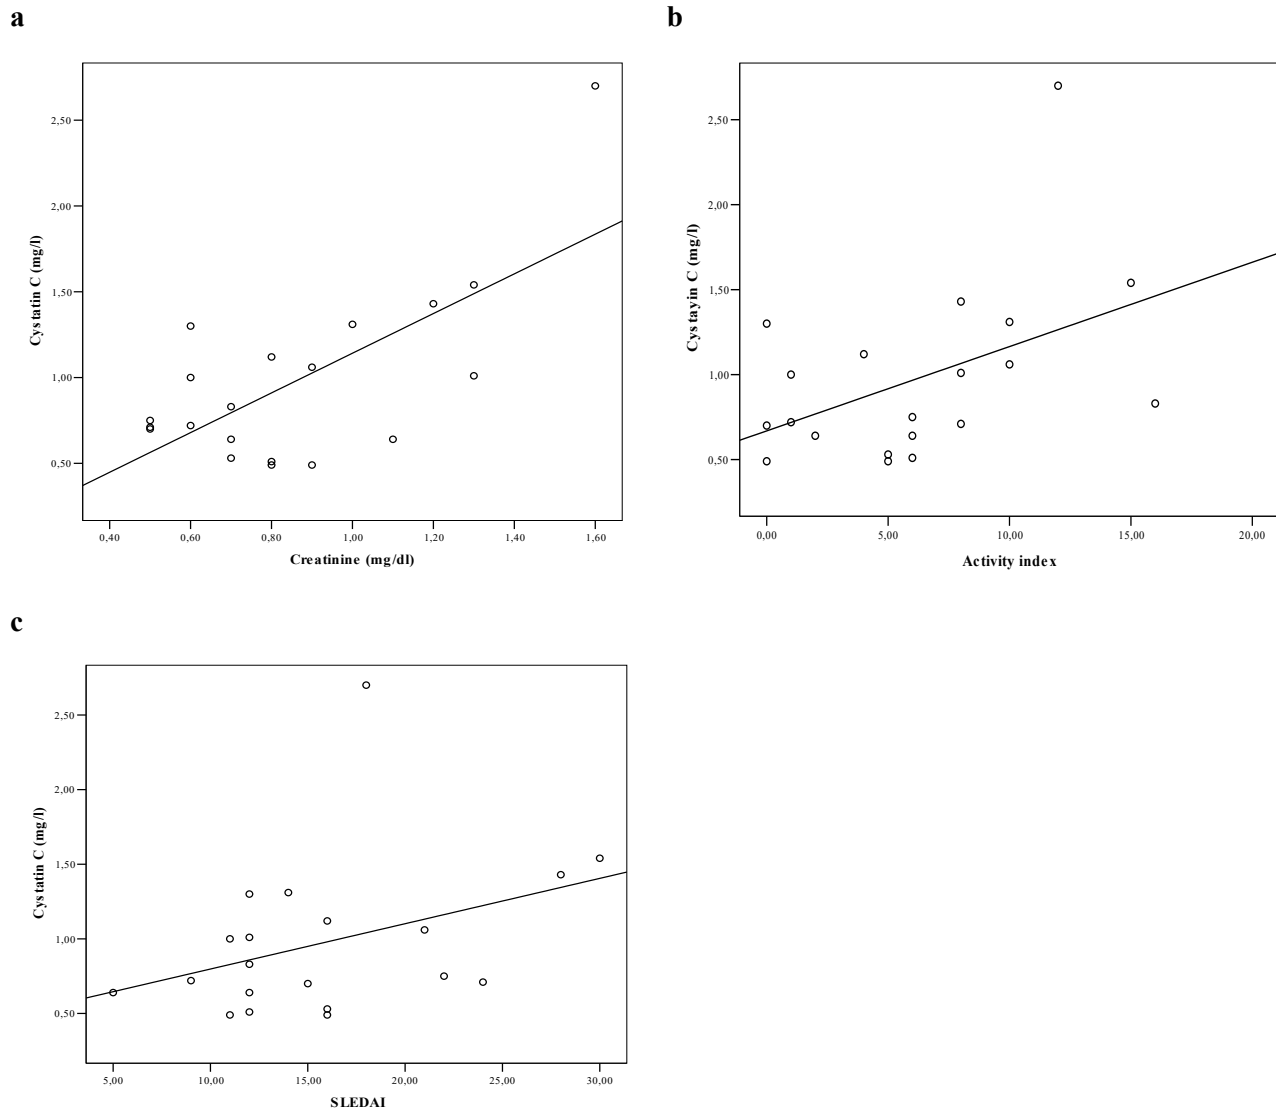 a
2,50
2,00
1,50
1,00
0,50
Cystatin C (mg/l)
0,40 0,60 0,80 1,00 1,20 1,40 1,60
Creatinine (mg/dl)
b
2,50
2,00
1,50
1,00
0,50
Cystayin C (mg/l)
0,00 5,00 10,00 15,00 20,00
Activity index
c
2,50
2,00
1,50
1,00
0,50
Cystatin C (mg/l)
5,00 10,00 15,00 20,00 25,00 30,00
SLEDAI